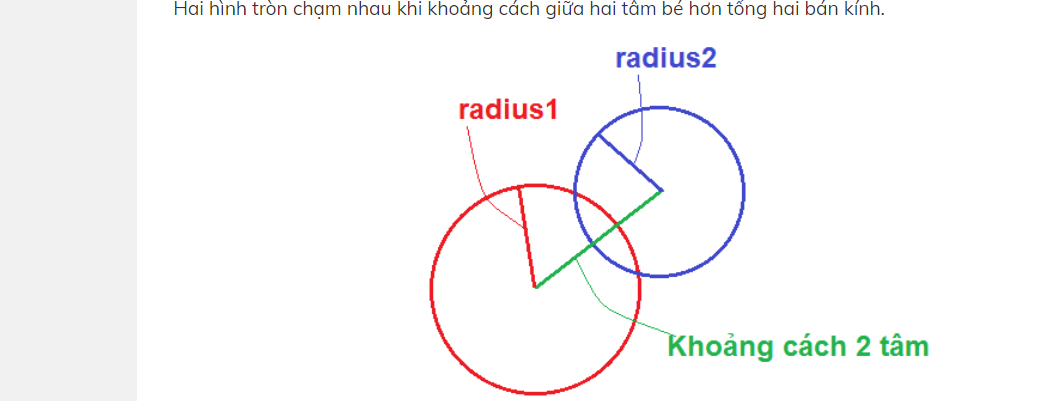 Hai hình tròn chạm nhau khi khoảng cách giữa hai tâm bé hơn tổng hai bán kính.
radius2
radius1
Khoảng cách 2 tâm